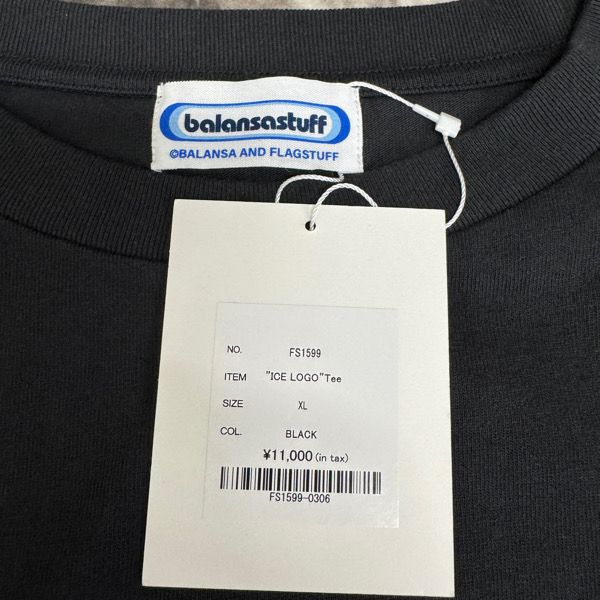 balansastuff
©BALANSA AND FLAGSTUFF
NO. FS1599
ITEM "ICE LOGO"Tee
SIZE XL
COL. BLACK
¥11,000 (in tax)
FS1599-0306